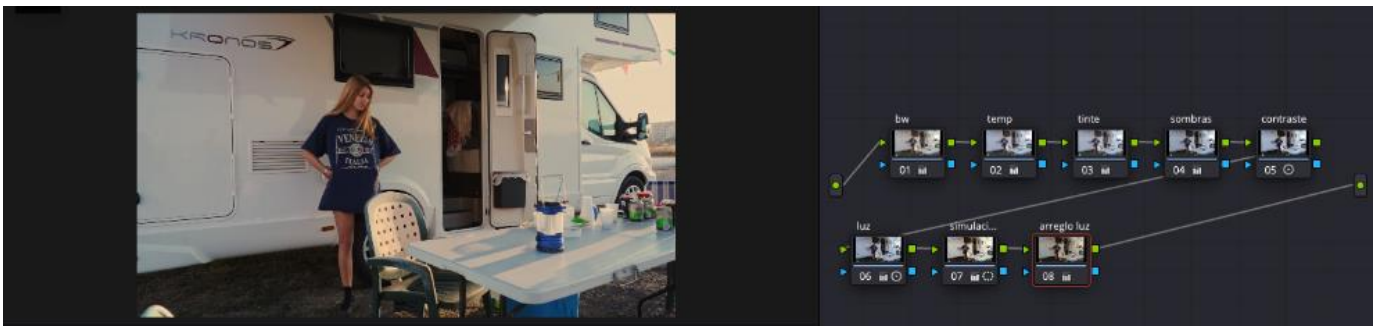 KRONOS
VENEZIA
ITALIA
bw
temp
tinte
sombras
contraste
01
02
03
04
05
luz
simulaci...
arreglo luz
06
07
08